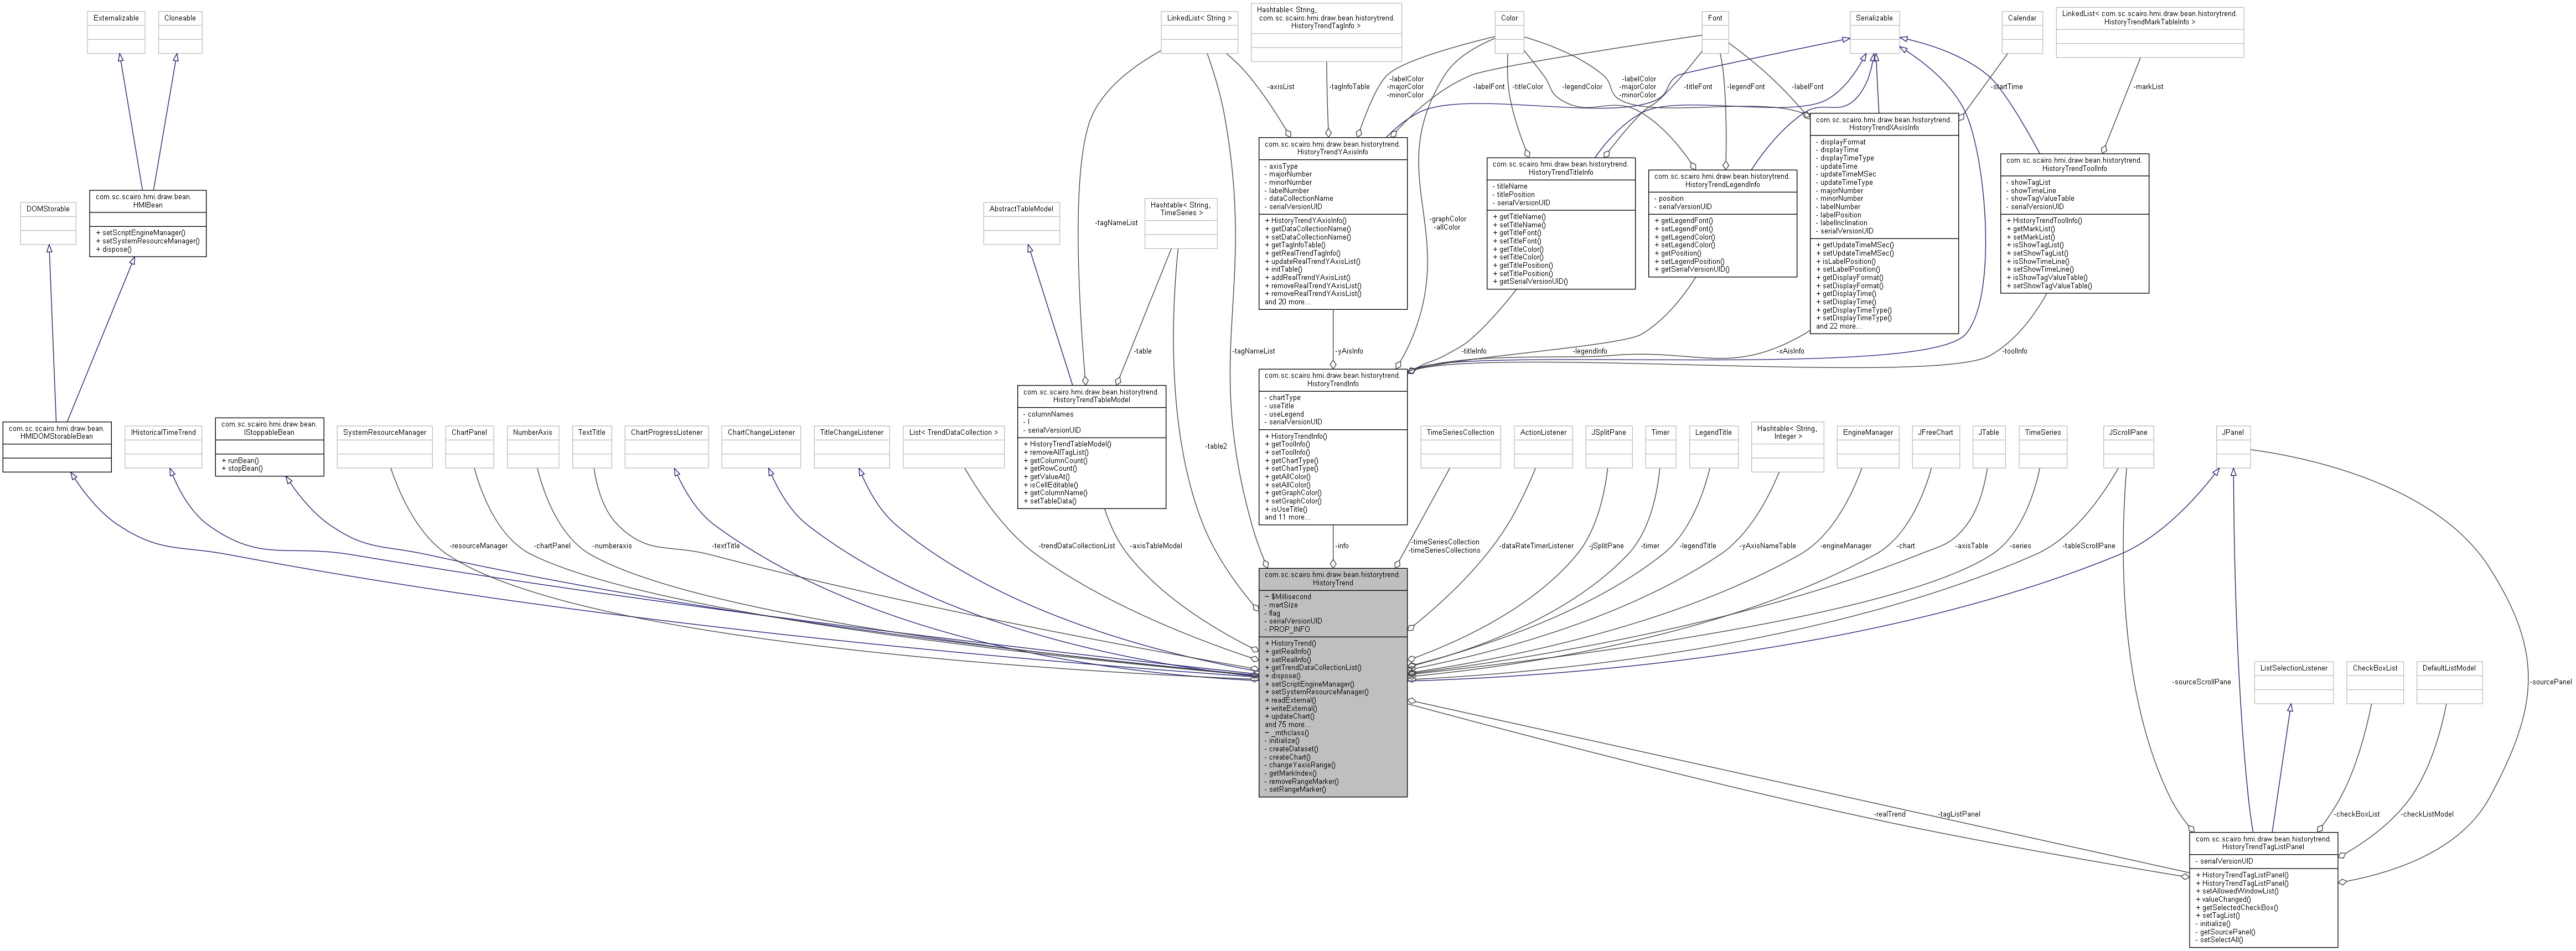 Externalizable
Cloneable
LinkedList< String >
Hashtable< String,
com.sc.scairo.hmi.draw.bean.historytrend.
HistoryTrendTagInfo >
Color
Font
Serializable
Calendar
LinkedList< com.sc.scairo.hmi.draw.bean.historytrend.
HistoryTrendMarkTableInfo >
-axisList
-tagInfoTable
-labelColor
-majorColor
-minorColor
-labelFont
-titleColor
-legendColor
-labelColor
-majorColor
-minorColor
-titleFont
-legendFont
-labelFont
-startTime
-markList
com.sc.scairo.hmi.draw.bean.
HMIBean
+ setScriptEngineManager()
+ setSystemResourceManager()
+ dispose()
DOMStorable
-tagNameList
AbstractTableModel
Hashtable< String,
TimeSeries >
com.sc.scairo.hmi.draw.bean.historytrend.
HistoryTrendYAxisInfo
- axisType
- majorNumber
- minorNumber
- labelNumber
- dataCollectionName
- serialVersionUID
+ HistoryTrendYAxisInfo()
+ getDataCollectionName()
+ setDataCollectionName()
+ getTagInfoTable()
+ getRealTrendTagInfo()
+ updateRealTrendYAxisList()
+ initTable()
+ addRealTrendYAxisList()
+ removeRealTrendYAxisList()
+ removeRealTrendYAxisList()
and 20 more...
-graphColor
-allColor
com.sc.scairo.hmi.draw.bean.historytrend.
HistoryTrendTitleInfo
- titleName
- titlePosition
- serialVersionUID
+ getTitleName()
+ setTitleName()
+ getTitleFont()
+ setTitleFont()
+ getTitleColor()
+ setTitleColor()
+ getTitlePosition()
+ setTitlePosition()
+ getSerialVersionUID()
com.sc.scairo.hmi.draw.bean.historytrend.
HistoryTrendLegendInfo
- position
- serialVersionUID
+ getLegendFont()
+ setLegendFont()
+ getLegendColor()
+ setLegendColor()
+ getPosition()
+ setLegendPosition()
+ getSerialVersionUID()
com.sc.scairo.hmi.draw.bean.historytrend.
HistoryTrendXAxisInfo
- displayFormat
- displayTime
- displayTimeType
- updateTime
- updateTimeMSec
- updateTimeType
- majorNumber
- minorNumber
- labelNumber
- labelPosition
- labelInclination
- serialVersionUID
+ getUpdateTimeMSec()
+ setUpdateTimeMSec()
+ isLabelPosition()
+ setLabelPosition()
+ getDisplayFormat()
+ setDisplayFormat()
+ getDisplayTime()
+ setDisplayTime()
+ getDisplayTimeType()
+ setDisplayTimeType()
and 22 more...
com.sc.scairo.hmi.draw.bean.historytrend.
HistoryTrendToolInfo
- showTagList
- showTimeLine
- showTagValueTable
- serialVersionUID
+ HistoryTrendToolInfo()
+ getMarkList()
+ setMarkList()
+ isShowTagList()
+ setShowTagList()
+ isShowTimeLine()
+ setShowTimeLine()
+ isShowTagValueTable()
+ setShowTagValueTable()
-table
-tagNameList
-yAisInfo
-titleInfo
-legendInfo
-xAisInfo
-toolInfo
com.sc.scairo.hmi.draw.bean.
HMIDOMStorableBean
IHistoricalTimeTrend
com.sc.scairo.hmi.draw.bean.
IStoppableBean
+ runBean()
+ stopBean()
SystemResourceManager
ChartPanel
NumberAxis
TextTitle
ChartProgressListener
ChartChangeListener
TitleChangeListener
List< TrendDataCollection >
com.sc.scairo.hmi.draw.bean.historytrend.
HistoryTrendTableModel
- columnNames
- l
- serialVersionUID
+ HistoryTrendTableModel()
+ removeAllTagList()
+ getColumnCount()
+ getRowCount()
+ getValueAt()
+ isCellEditable()
+ getColumnName()
+ setTableData()
-table2
com.sc.scairo.hmi.draw.bean.historytrend.
HistoryTrendInfo
- chartType
- useTitle
- useLegend
- serialVersionUID
+ HistoryTrendInfo()
+ getToolInfo()
+ setToolInfo()
+ getChartType()
+ setChartType()
+ getAllColor()
+ setAllColor()
+ getGraphColor()
+ setGraphColor()
+ isUseTitle()
and 11 more...
TimeSeriesCollection
ActionListener
JSplitPane
Timer
LegendTitle
Hashtable< String,
Integer >
EngineManager
JFreeChart
JTable
TimeSeries
JScrollPane
JPanel
-resourceManager
-chartPanel
-numberaxis
-textTitle
-trendDataCollectionList
-axisTableModel
-info
-timeSeriesCollection
-timeSeriesCollections
-dataRateTimerListener
-jSplitPane
-timer
-legendTitle
-yAxisNameTable
-engineManager
-chart
-axisTable
-series
-tableScrollPane
com.sc.scairo.hmi.draw.bean.historytrend.
HistoryTrend
~ $Millisecond
- martSize
- flag
- serialVersionUID
- PROP_INFO
+ HistoryTrend()
+ getRealInfo()
+ setRealInfo()
+ getTrendDataCollectionList()
+ dispose()
+ setScriptEngineManager()
+ setSystemResourceManager()
+ readExternal()
+ writeExternal()
+ updateChart()
and 75 more...
~ _mthclass()
- initialize()
- createDataset()
- createChart()
- changeYaxisRange()
- getMarkIndex()
- removeRangeMarker()
- setRangeMarker()
-sourceScrollPane
ListSelectionListener
CheckBoxList
DefaultListModel
-sourcePanel
-realTrend
-tagListPanel
-checkBoxList
-checkListModel
com.sc.scairo.hmi.draw.bean.historytrend.
HistoryTrendTagListPanel
- serialVersionUID
+ HistoryTrendTagListPanel()
+ HistoryTrendTagListPanel()
+ setAllowedWindowList()
+ valueChanged()
+ getSelectedCheckBox()
+ setTagList()
- initialize()
- getSourcePanel()
- setSelectAll()